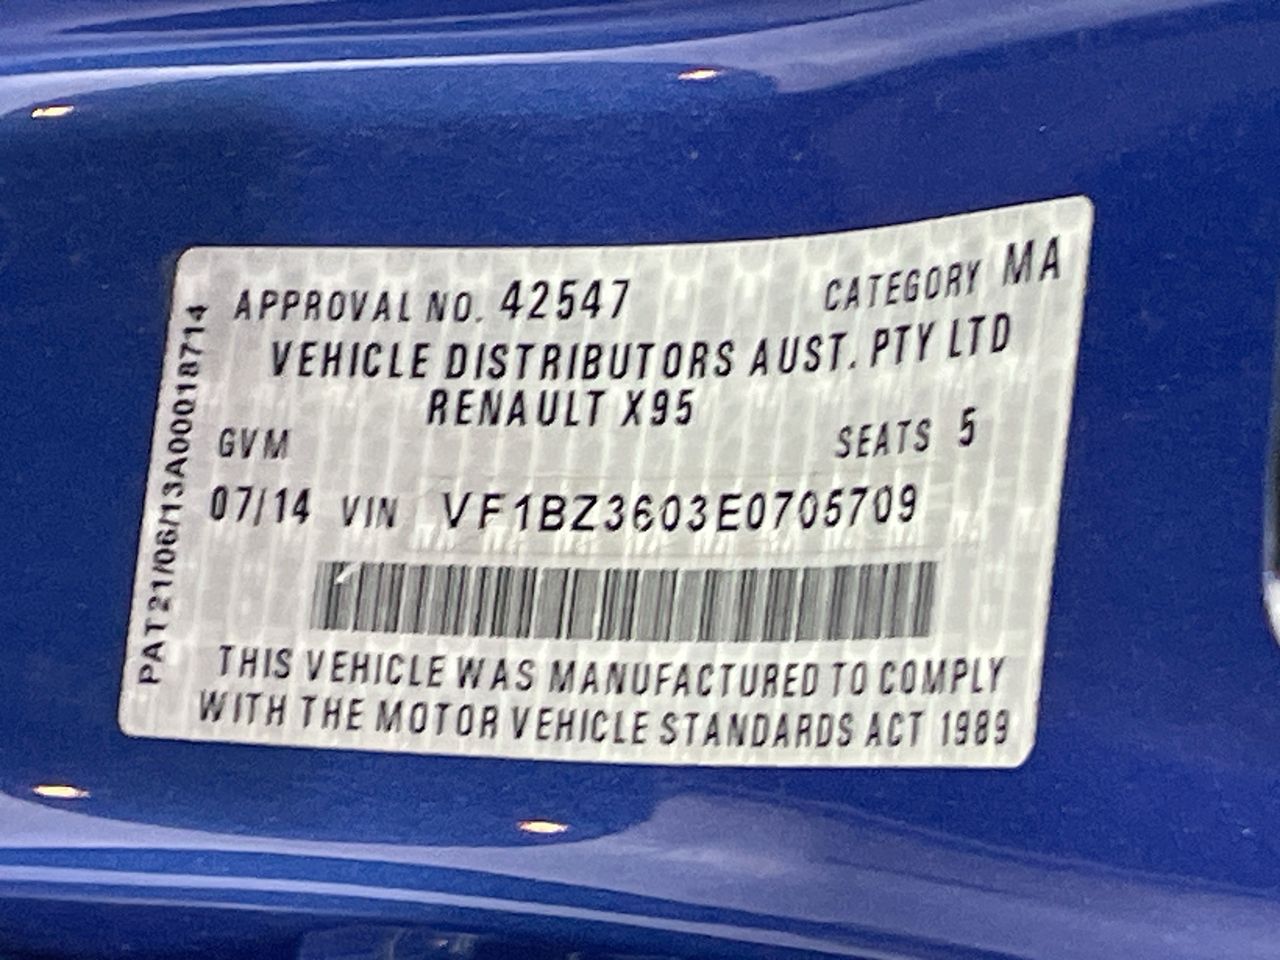 APPROVAL NO. 42547 CATEGORY MA
VEHICLE DISTRIBUTORS AUST. PTY LTD
RENAULT X95
GVM SEATS 5
07/14 VIN VF1BZ3603E0705709
THIS VEHICLE WAS MANUFACTURED TO COMPLY
WITH THE MOTOR VEHICLE STANDARDS ACT 1989
PAT21/06/13A00018714